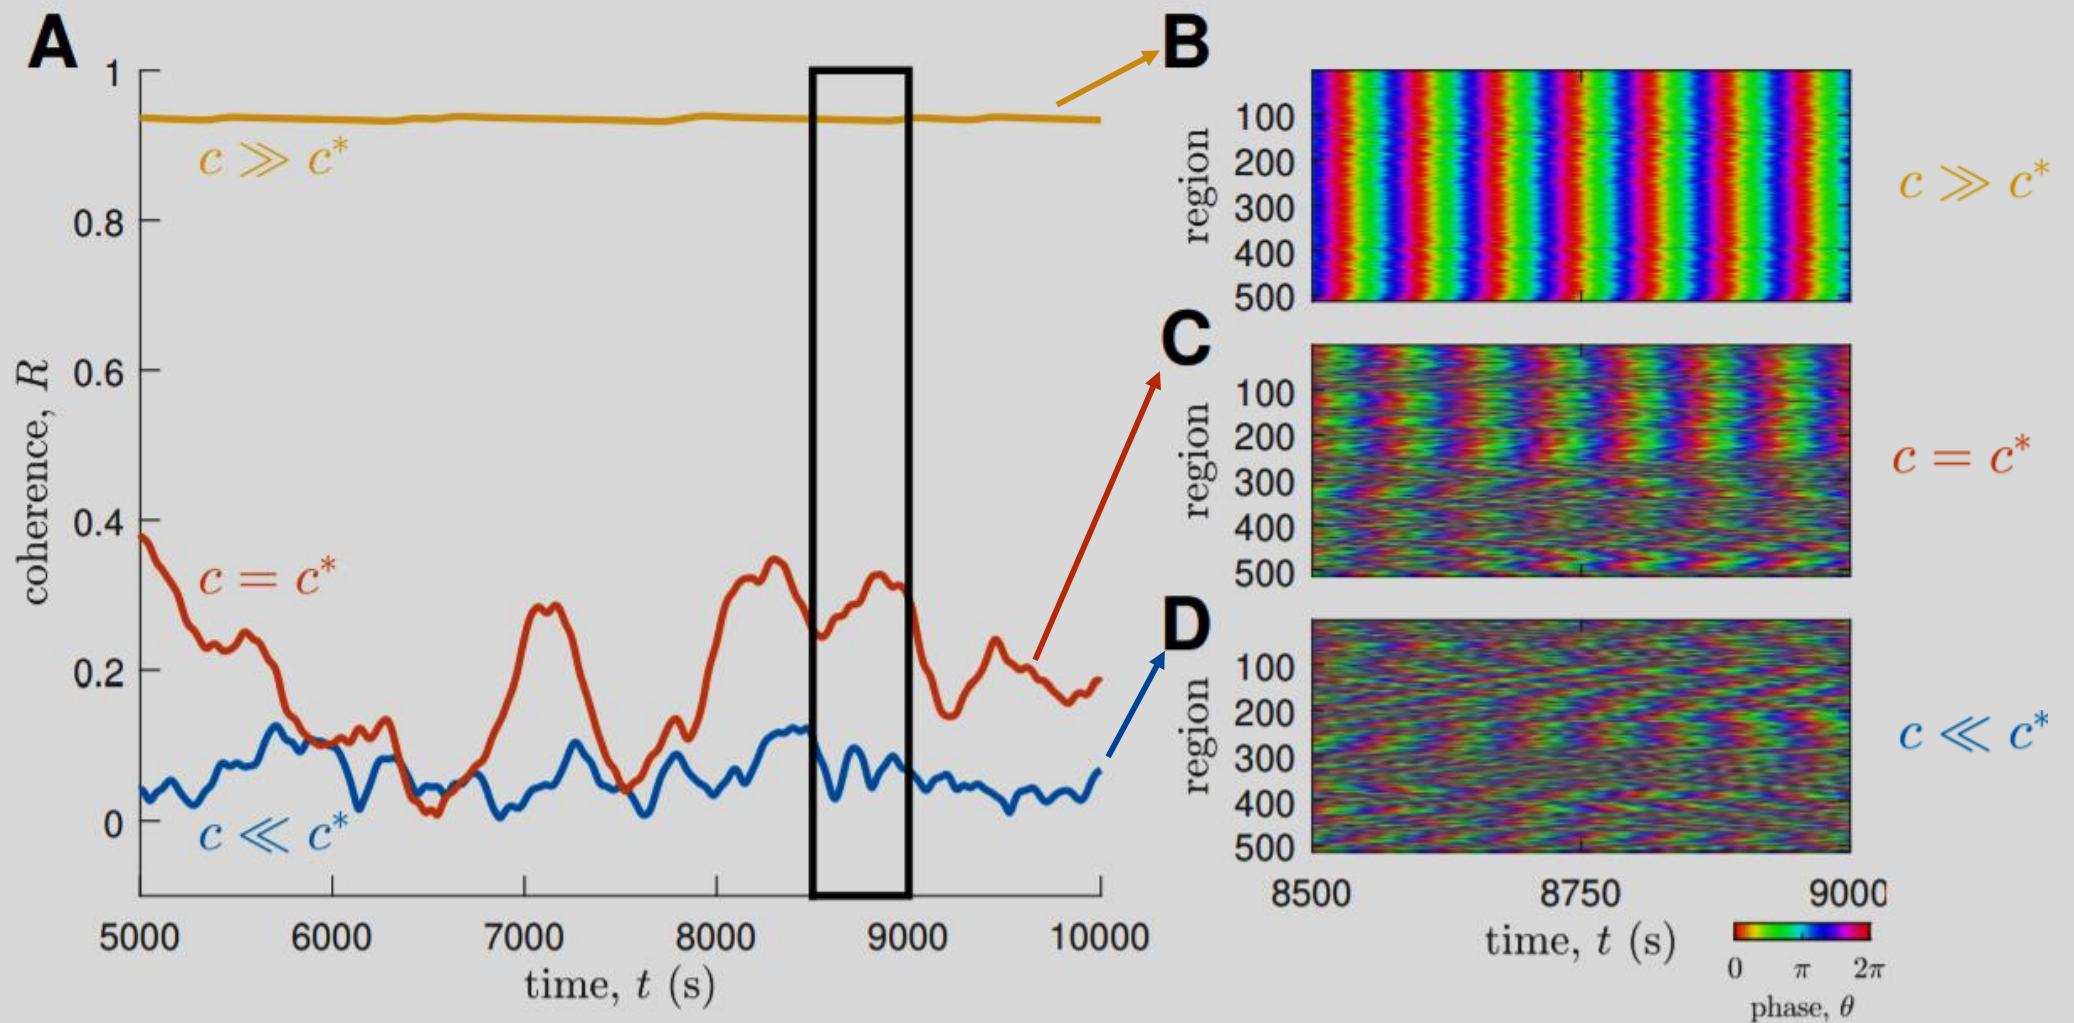 A
1
0.8
0.6
0.4
0.2
0
coherence, R
c ≫ c*
c = c*
c ≪ c*
5000 6000 7000 8000 9000 10000
time, t (s)
B
100
200
300
400
500
region
c ≫ c*
C
100
200
300
400
500
region
c = c*
D
100
200
300
400
500
region
c ≪ c*
8500 8750 9000
time, t (s)
0 π 2π
phase, θ